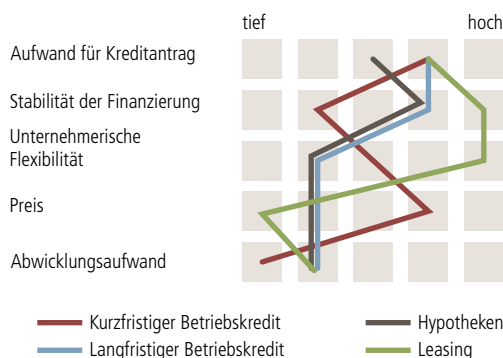 tief hoch
Aufwand für Kreditantrag
Stabilität der Finanzierung
Unternehmerische
Flexibilität
Preis
Abwicklungsaufwand
Kurzfristiger Betriebskredit Hypotheken
Langfristiger Betriebskredit Leasing